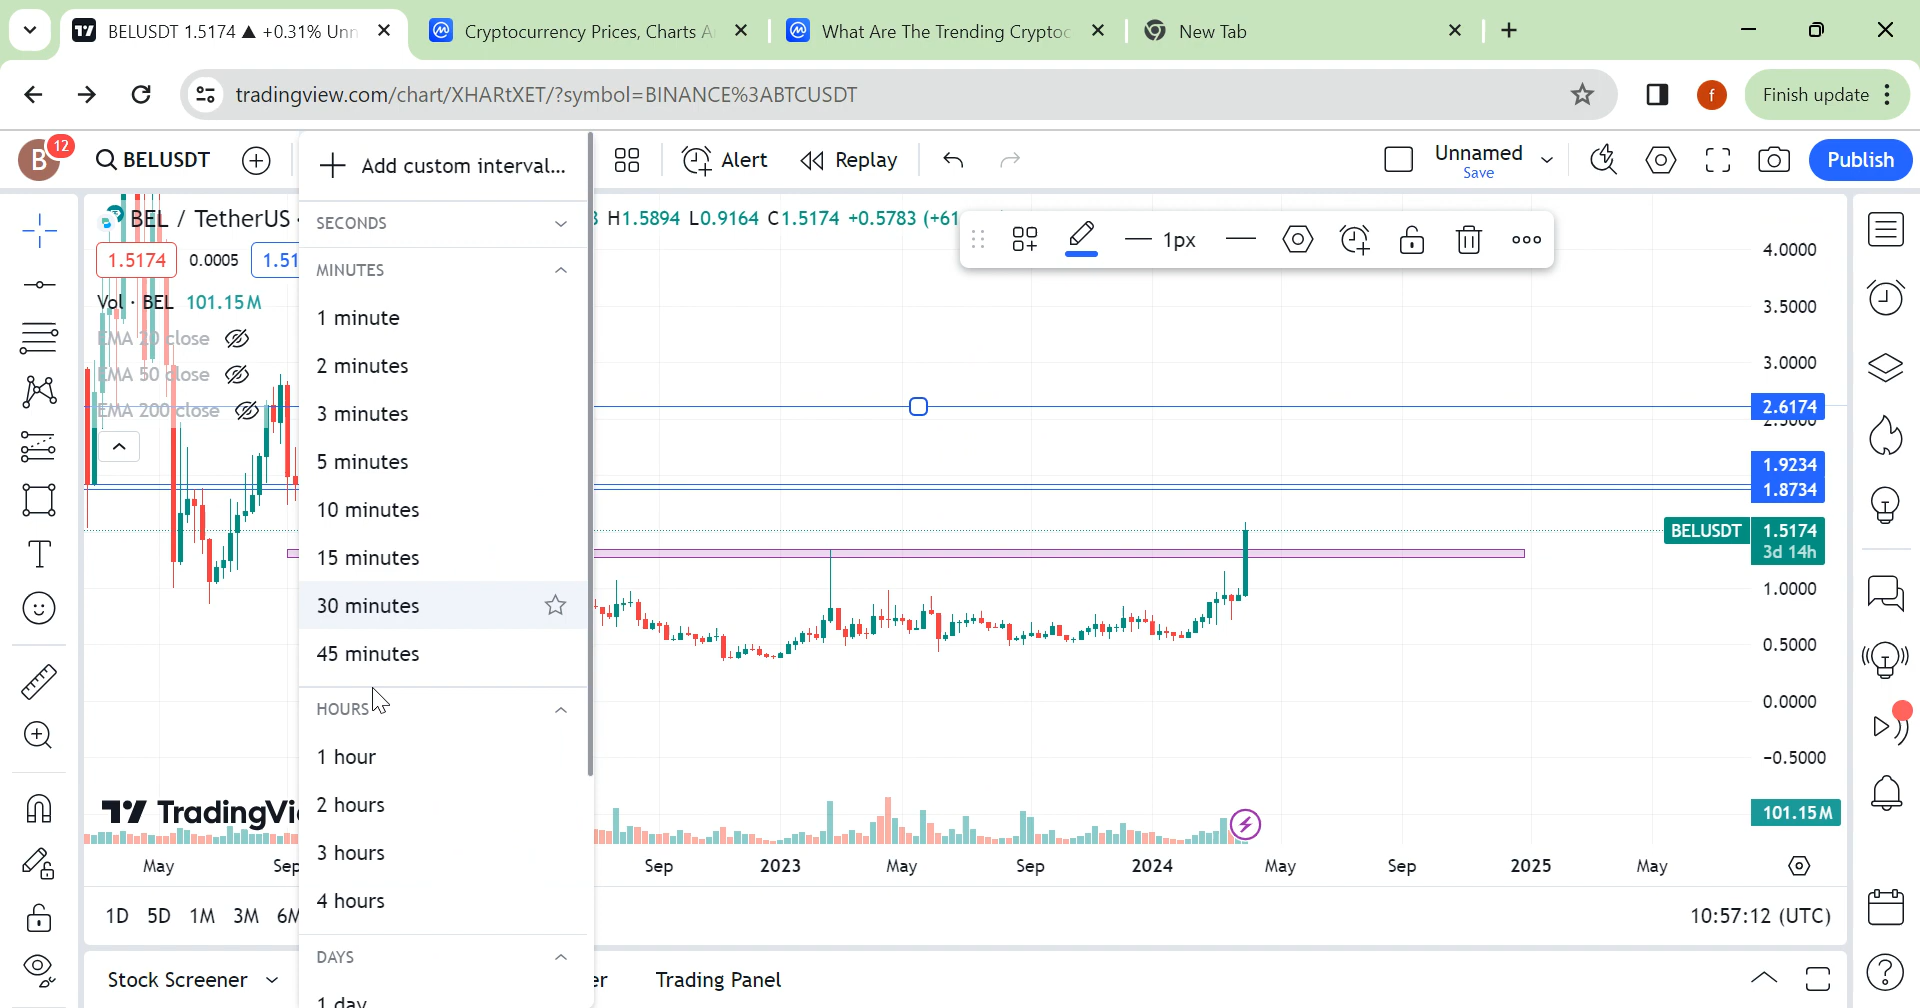 BELUSDT 1.5174 ▲ +0.31% Unn
Cryptocurrency Prices, Charts A
What Are The Trending Cryptoc
New Tab
tradingview.com/chart/XHARtXET/?symbol=BINANCE%3ABTCUSDT
f
Finish update
B
12
BELUSDT
Add custom interval...
Alert
Replay
Unnamed
Save
Publish
BEL / TetherUS
H1.5894 L0.9164 C1.5174 +0.5783 (+61
1.5174
0.0005
1.51
Vol · BEL 101.15M
EMA 20 close
EMA 50 close
EMA 200 close
SECONDS
MINUTES
1 minute
2 minutes
3 minutes
5 minutes
10 minutes
15 minutes
30 minutes
45 minutes
HOURS
1 hour
2 hours
3 hours
4 hours
DAYS
1 day
1px
4.0000
3.5000
3.0000
2.6174
2.5000
1.9234
1.8734
BELUSDT 1.5174
3d 14h
1.0000
0.5000
0.0000
-0.5000
101.15M
TradingVi
May
Sep
Sep
2023
May
Sep
2024
May
Sep
2025
May
1D 5D 1M 3M 6M
10:57:12 (UTC)
Stock Screener
er
Trading Panel